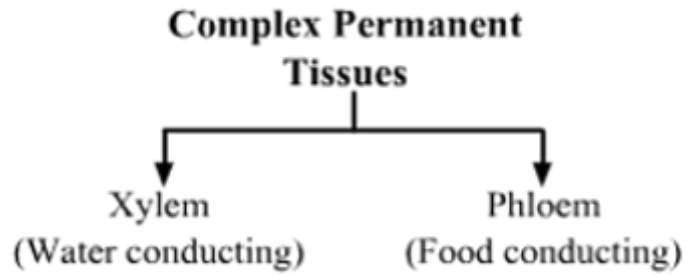 Complex Permanent
Tissues
Xylem
(Water conducting)
Phloem
(Food conducting)